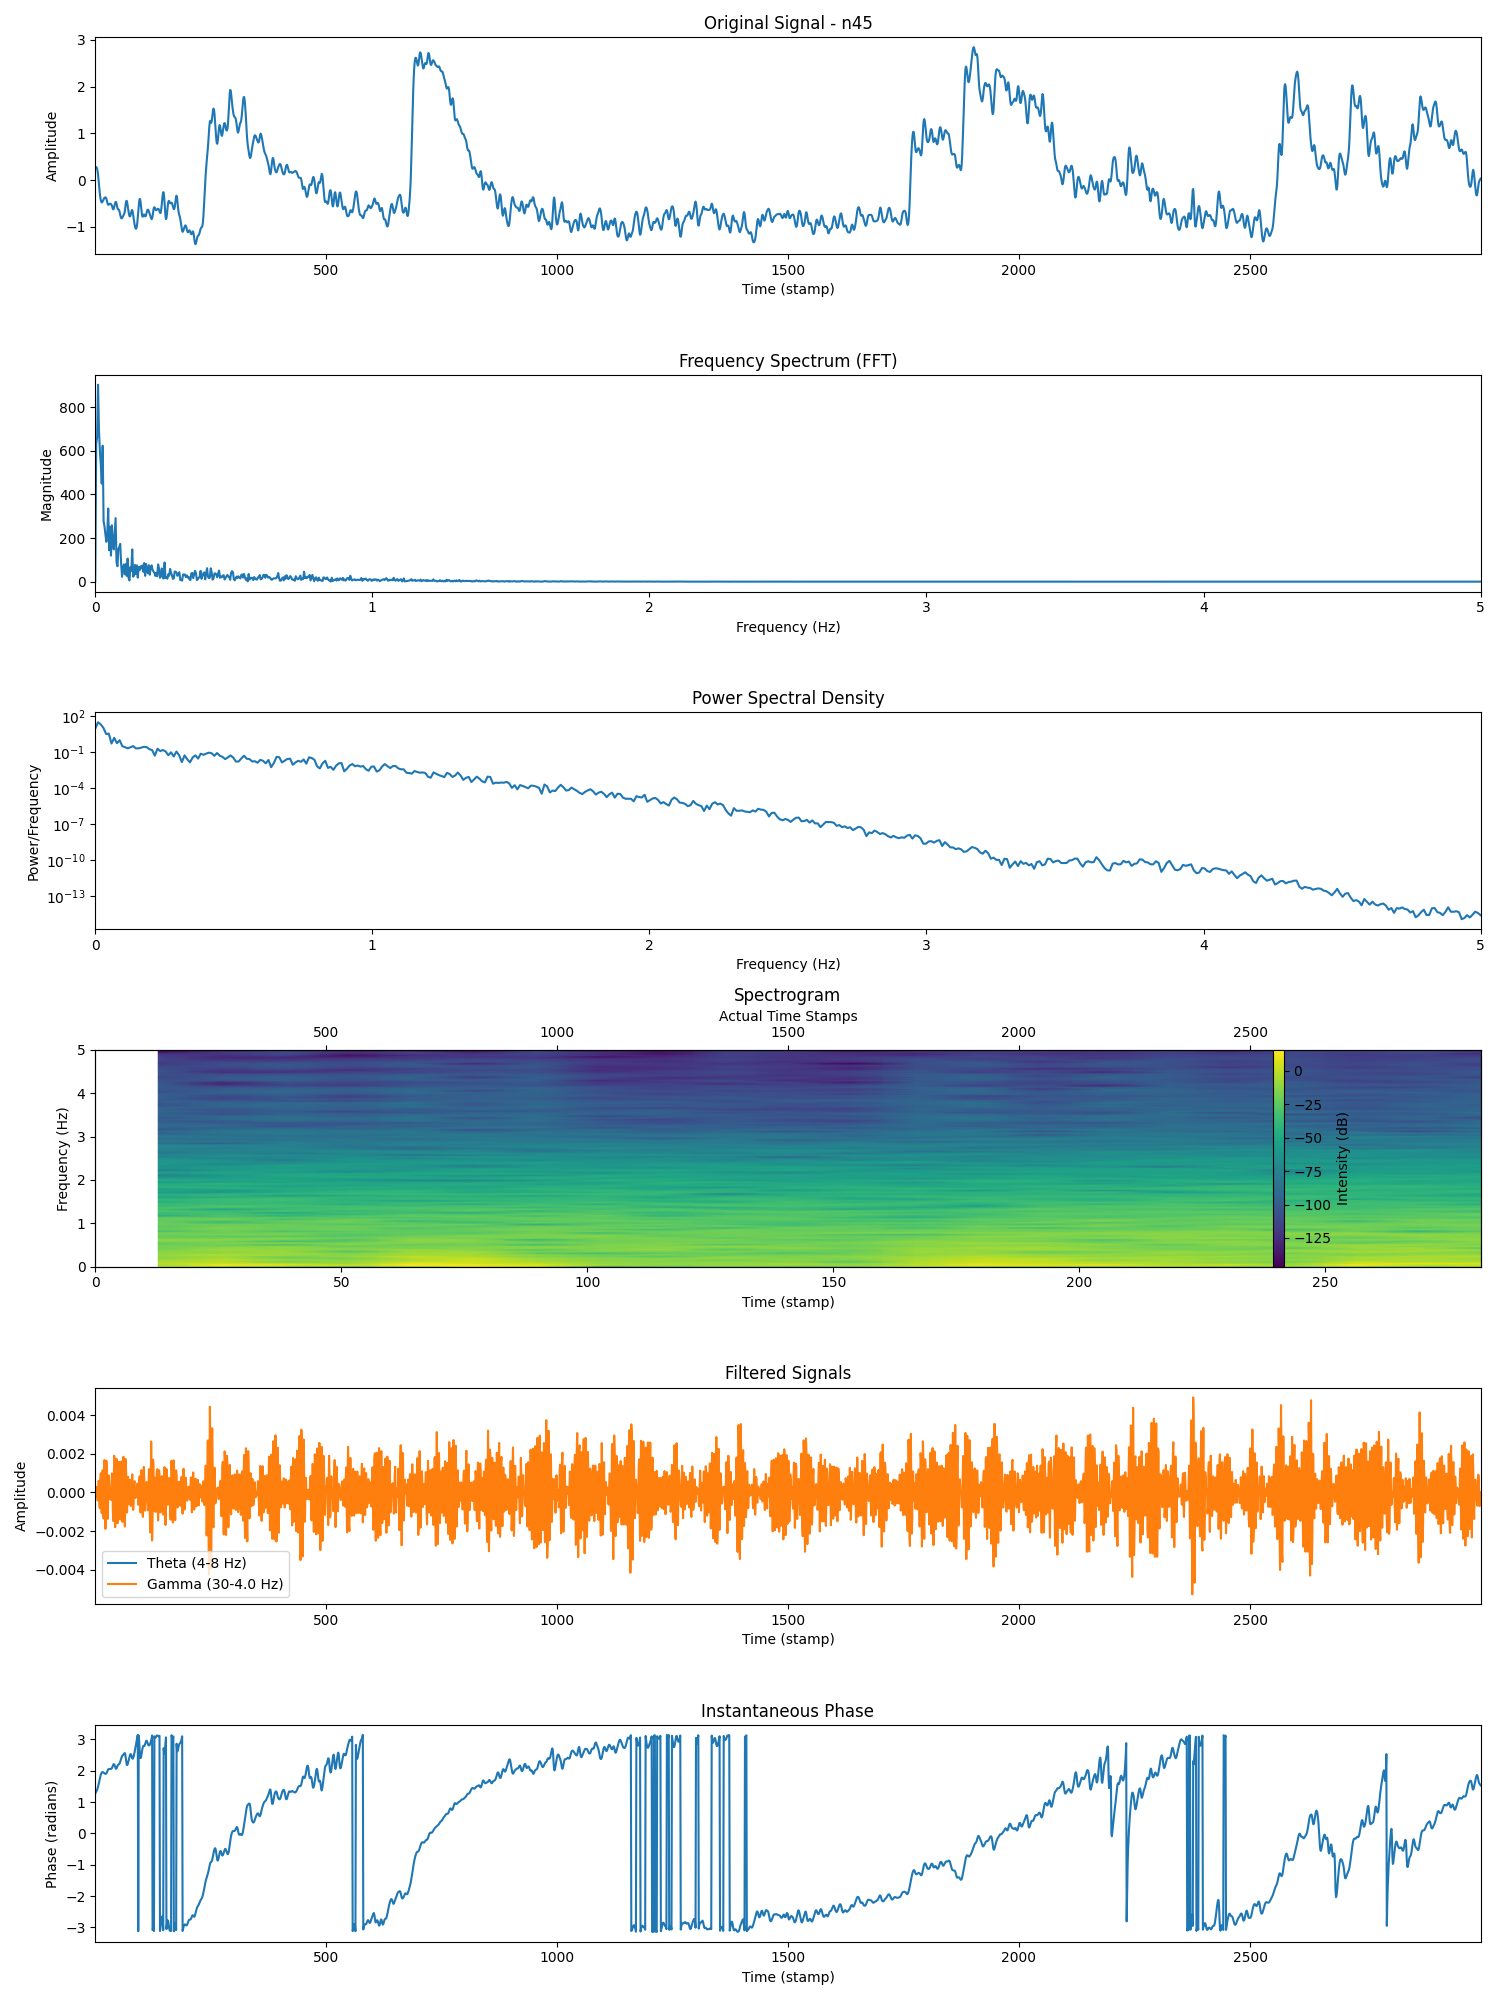 Original Signal - n45
3
2
1
0
−1
Amplitude
500 1000 1500 2000 2500
Time (stamp)
Frequency Spectrum (FFT)
800
600
400
200
0
Magnitude
0 1 2 3 4 5
Frequency (Hz)
Power Spectral Density
10^2
10^−1
10^−4
10^−7
10^−10
10^−13
Power/Frequency
0 1 2 3 4 5
Frequency (Hz)
Spectrogram
Actual Time Stamps
500 1000 1500 2000 2500
5
4
3
2
1
0
Frequency (Hz)
0
−25
−50
−75
−100
−125
Intensity (dB)
0 50 100 150 200 250
Time (stamp)
Filtered Signals
0.004
0.002
0.000
−0.002
−0.004
Amplitude
Theta (4-8 Hz)
Gamma (30-4.0 Hz)
500 1000 1500 2000 2500
Time (stamp)
Instantaneous Phase
3
2
1
0
−1
−2
−3
Phase (radians)
500 1000 1500 2000 2500
Time (stamp)